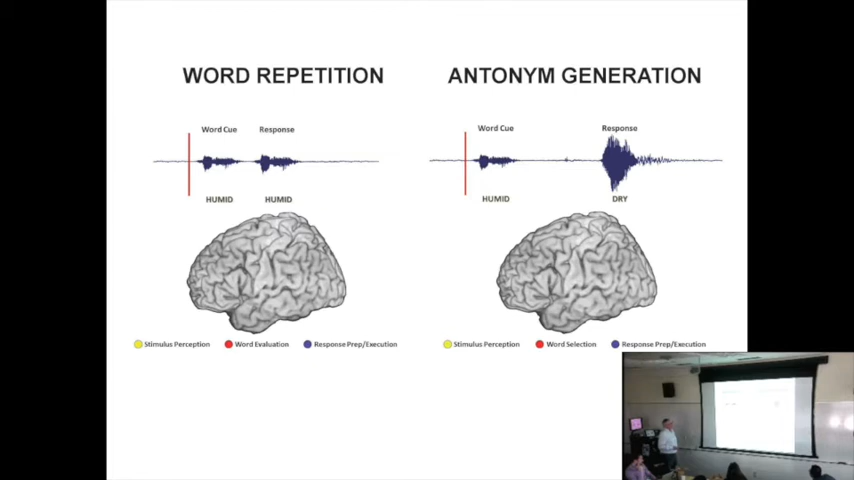 WORD REPETITION
Word Cue Response
HUMID HUMID
Stimulus Perception Word Evaluation Response Prep/Execution
ANTONYM GENERATION
Word Cue Response
HUMID DRY
Stimulus Perception Word Selection Response Prep/Execution